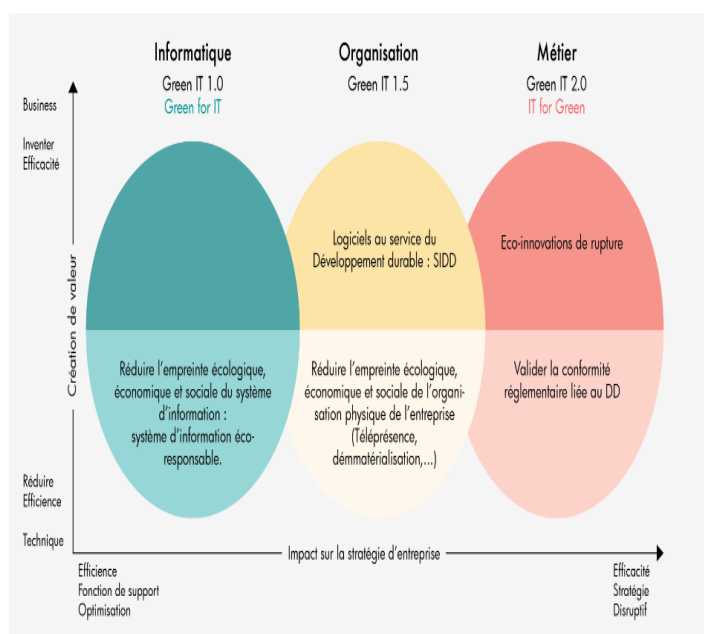 Informatique
Green IT 1.0
Green for IT
Organisation
Green IT 1.5
Métier
Green IT 2.0
IT for Green
Business
Inventer
Efficacité
Création de valeur
Réduire
Efficience
Technique
Logiciels au service du
Développement durable : SIDD
Eco-innovations de rupture
Réduire l'empreinte écologique,
économique et sociale du système
d'information :
système d'information éco-
responsable.
Réduire l'empreinte écologique,
économique et sociale de l'organi-
sation physique de l'entreprise
(Téléprésence,
démmatérialisation,...)
Valider la conformité
réglementaire liée au DD
Impact sur la stratégie d'entreprise
Efficience
Fonction de support
Optimisation
Efficacité
Stratégie
Disruptif